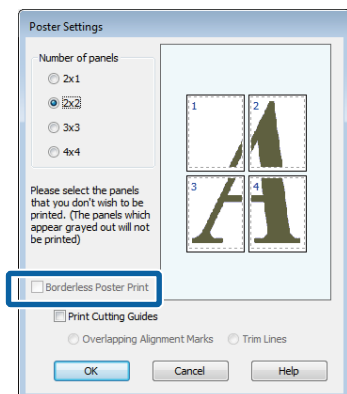 Poster Settings
Number of panels
2x1
2x2
3x3
4x4
1 2
3 4
Please select the panels
that you don't wish to be
printed. (The panels which
appear grayed out will not
be printed)
Borderless Poster Print
Print Cutting Guides
Overlapping Alignment Marks Trim Lines
OK Cancel Help